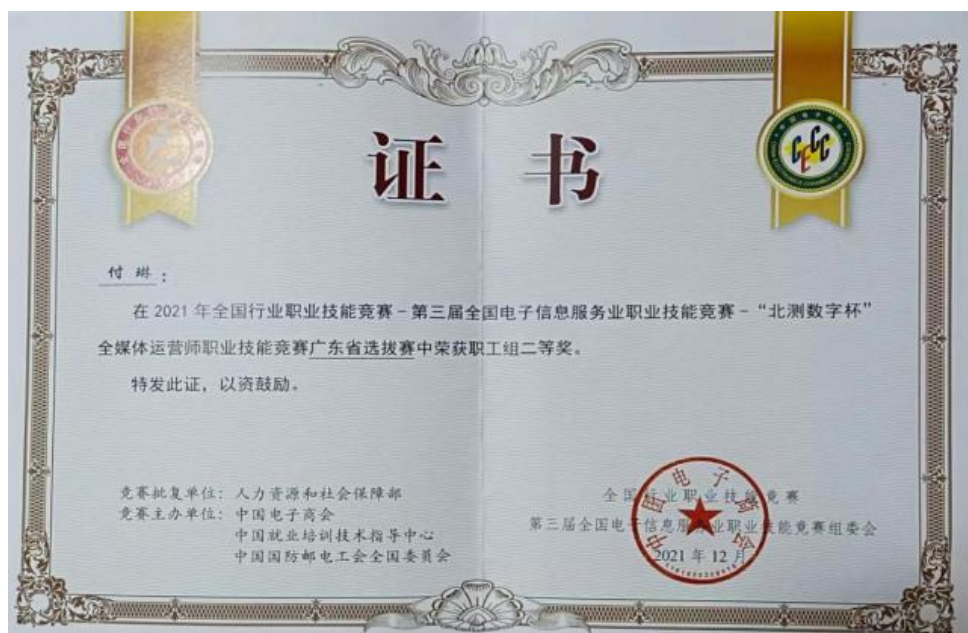 证 书
付琳：
在 2021 年全国行业职业技能竞赛－第三届全国电子信息服务业职业技能竞赛－“北测数字杯”
全媒体运营师职业技能竞赛广东省选拔赛中荣获职工组二等奖。
特发此证，以资鼓励。
竞赛批复单位：人力资源和社会保障部
竞赛主办单位：中国电子商会
中国就业培训技术指导中心
中国国防邮电工会全国委员会
全国行业职业技能竞赛
第三届全国电子信息服务业职业技能竞赛组委会
2021 年 12 月
中国电子商会
CECC